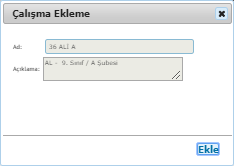 Çalışma Ekleme
Ad: 36 ALİ A
Açıklama: AL - 9. Sınıf / A Şubesi
Ekle